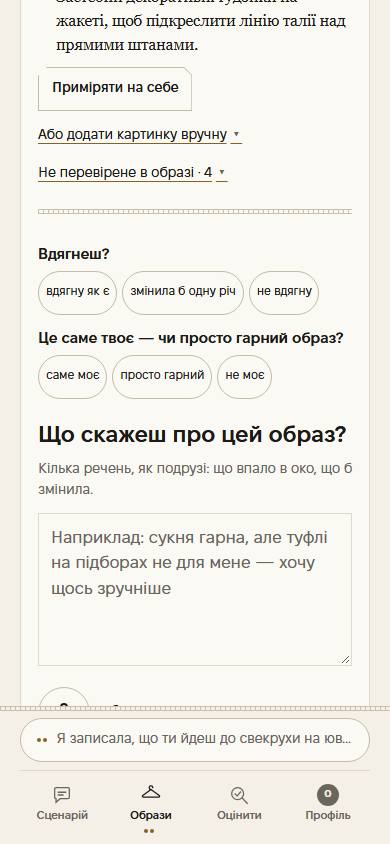 жакеті, щоб підкреслити лінію талії над
прямими штанами.
Приміряти на себе
Або додати картинку вручну
Не перевірене в образі · 4
Вдягнеш?
вдягну як є
змінила б одну річ
не вдягну
Це саме твоє — чи просто гарний образ?
саме моє
просто гарний
не моє
Що скажеш про цей образ?
Кілька речень, як подрузі: що впало в око, що б
змінила.
Наприклад: сукня гарна, але туфлі
на підборах не для мене — хочу
щось зручніше
Я записала, що ти йдеш до свекрухи на юв...
Сценарій
Образи
Оцінити
О
Профіль